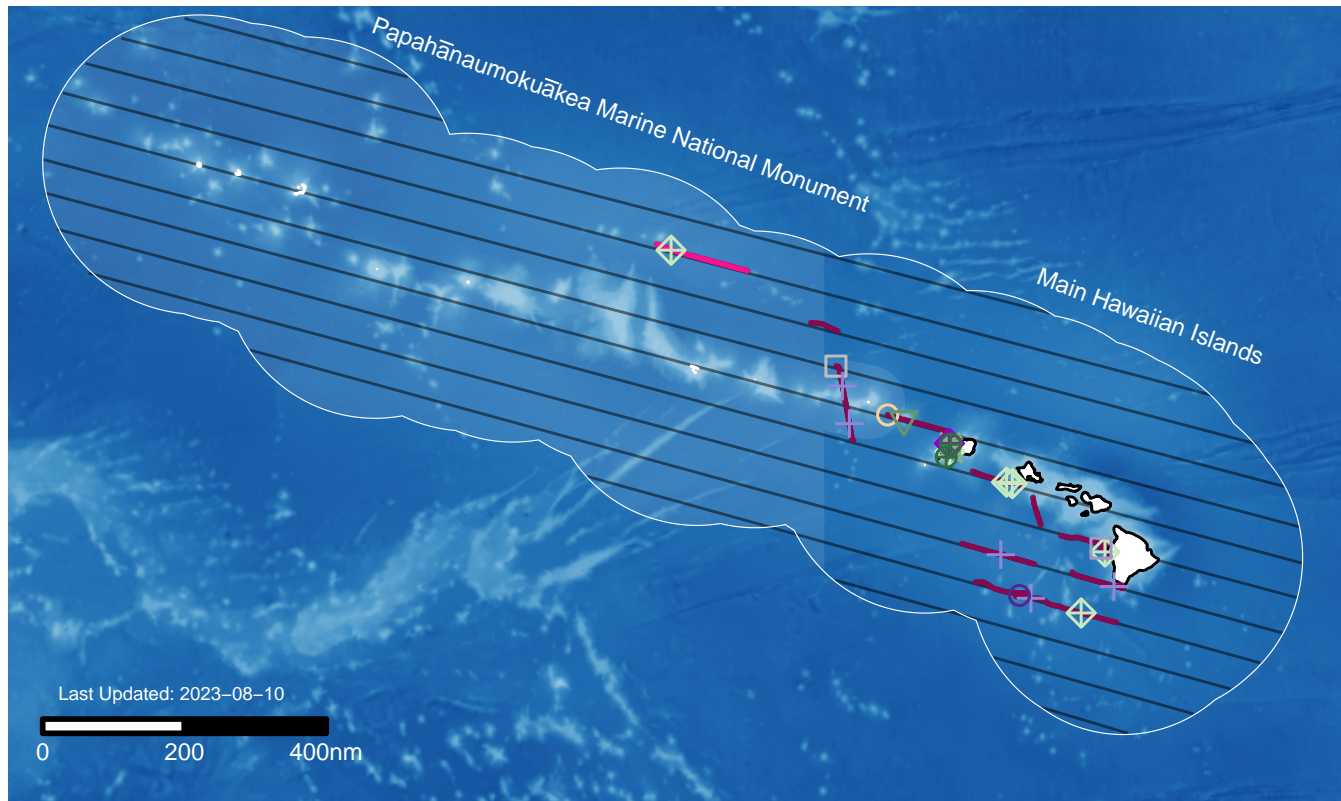 Papahānaumokuākea Marine National Monument
Main Hawaiian Islands
Last Updated: 2023−08−10
0 200 400nm